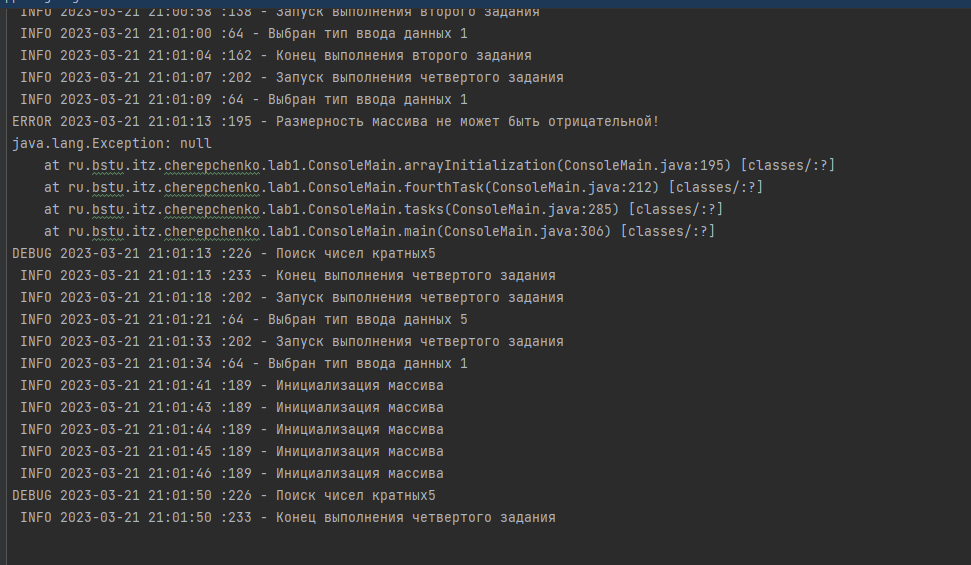 INFO 2023-03-21 21:00:58 :138 - Запуск выполнения второго задания
INFO 2023-03-21 21:01:00 :64 - Выбран тип ввода данных 1
INFO 2023-03-21 21:01:04 :162 - Конец выполнения второго задания
INFO 2023-03-21 21:01:07 :202 - Запуск выполнения четвертого задания
INFO 2023-03-21 21:01:09 :64 - Выбран тип ввода данных 1
ERROR 2023-03-21 21:01:13 :195 - Размерность массива не может быть отрицательной!
java.lang.Exception: null
at ru.bstu.itz.cherepchenko.lab1.ConsoleMain.arrayInitialization(ConsoleMain.java:195) [classes/:?]
at ru.bstu.itz.cherepchenko.lab1.ConsoleMain.fourthTask(ConsoleMain.java:212) [classes/:?]
at ru.bstu.itz.cherepchenko.lab1.ConsoleMain.tasks(ConsoleMain.java:285) [classes/:?]
at ru.bstu.itz.cherepchenko.lab1.ConsoleMain.main(ConsoleMain.java:306) [classes/:?]
DEBUG 2023-03-21 21:01:13 :226 - Поиск чисел кратных5
INFO 2023-03-21 21:01:13 :233 - Конец выполнения четвертого задания
INFO 2023-03-21 21:01:18 :202 - Запуск выполнения четвертого задания
INFO 2023-03-21 21:01:21 :64 - Выбран тип ввода данных 5
INFO 2023-03-21 21:01:33 :202 - Запуск выполнения четвертого задания
INFO 2023-03-21 21:01:34 :64 - Выбран тип ввода данных 1
INFO 2023-03-21 21:01:41 :189 - Инициализация массива
INFO 2023-03-21 21:01:43 :189 - Инициализация массива
INFO 2023-03-21 21:01:44 :189 - Инициализация массива
INFO 2023-03-21 21:01:45 :189 - Инициализация массива
INFO 2023-03-21 21:01:46 :189 - Инициализация массива
DEBUG 2023-03-21 21:01:50 :226 - Поиск чисел кратных5
INFO 2023-03-21 21:01:50 :233 - Конец выполнения четвертого задания